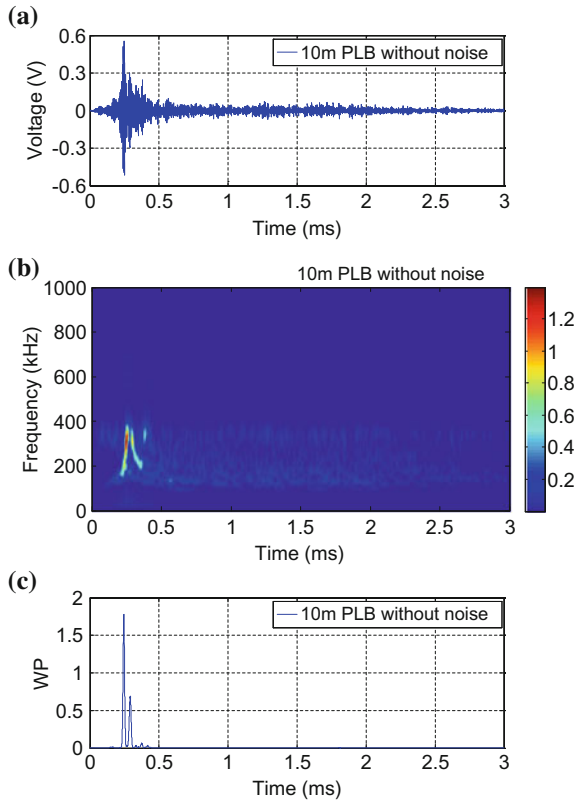 (a)
10m PLB without noise
Voltage (V)
0.6
0.3
0
-0.3
-0.6
0 0.5 1 1.5 2 2.5 3
Time (ms)
(b)
10m PLB without noise
Frequency (kHz)
1000
800
600
400
200
0
0 0.5 1 1.5 2 2.5 3
Time (ms)
1.2
1
0.8
0.6
0.4
0.2
(c)
10m PLB without noise
WP
2
1.5
1
0.5
0
0 0.5 1 1.5 2 2.5 3
Time (ms)